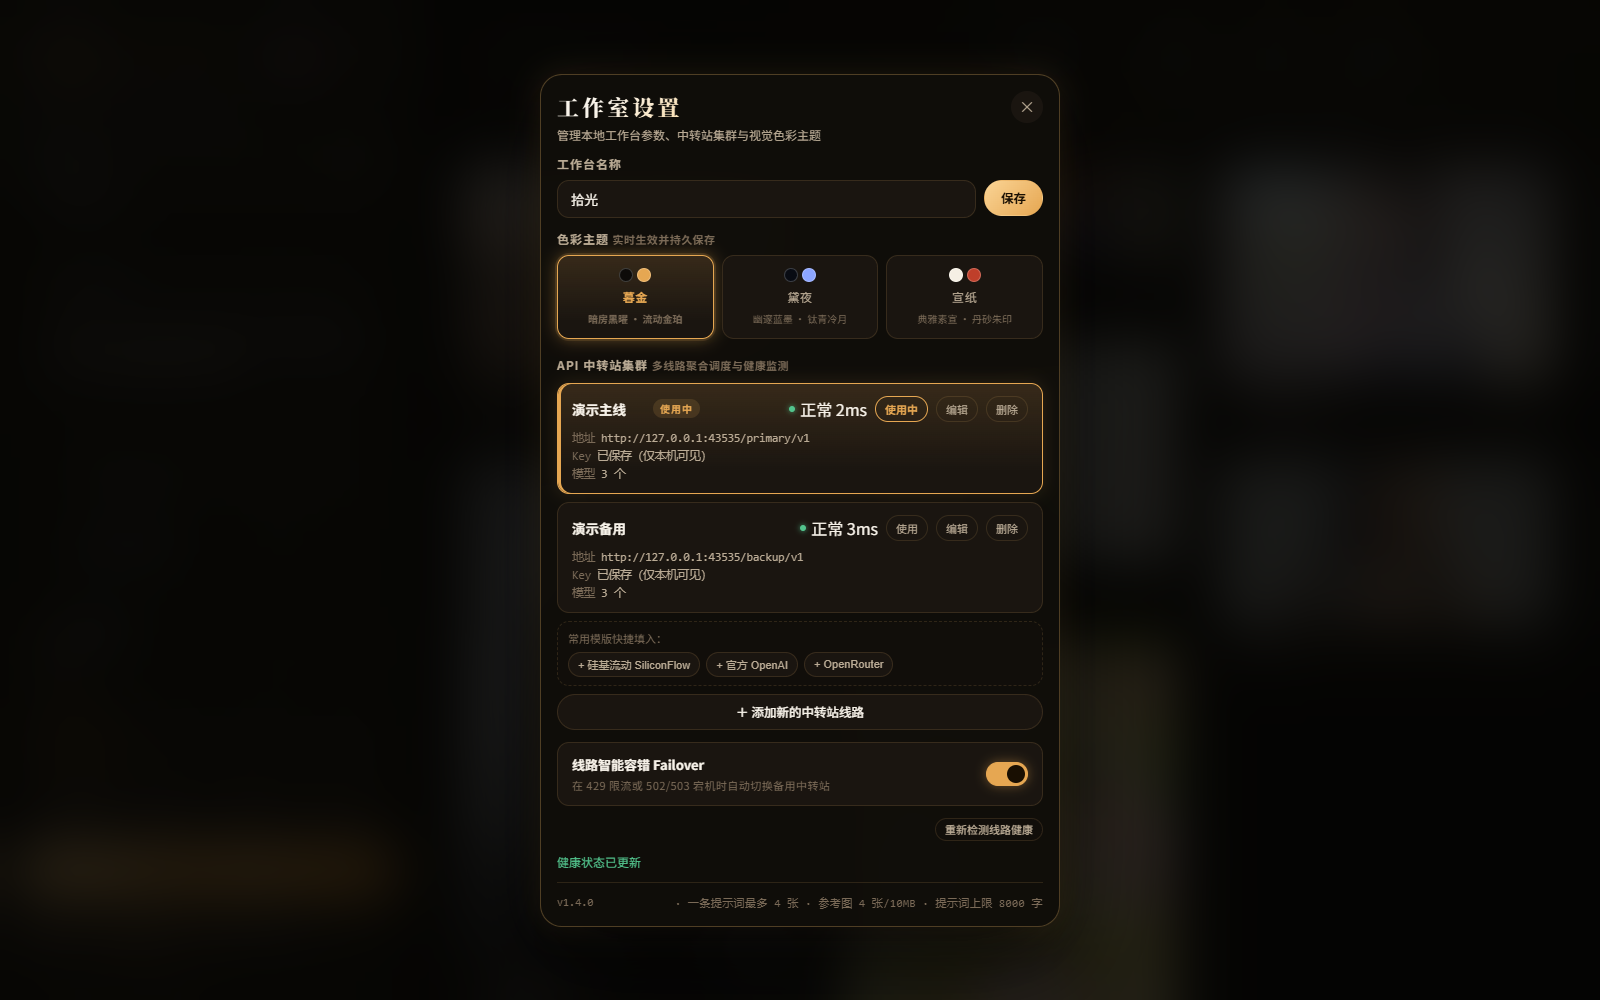 工作室设置
管理本地工作台参数、中转站集群与视觉色彩主题
工作台名称
拾光
保存
色彩主题 实时生效并持久保存
暮金
暗房黑曜 · 流动金珀
黛夜
幽邃蓝墨 · 钛青冷月
宣纸
典雅素宣 · 丹砂朱印
API 中转站集群 多线路聚合调度与健康监测
演示主线 使用中 正常 2ms 使用中 编辑 删除
地址 http://127.0.0.1:43535/primary/v1
Key 已保存 (仅本机可见)
模型 3 个
演示备用 正常 3ms 使用 编辑 删除
地址 http://127.0.0.1:43535/backup/v1
Key 已保存 (仅本机可见)
模型 3 个
常用模版快捷填入:
+ 硅基流动 SiliconFlow + 官方 OpenAI + OpenRouter
+ 添加新的中转站线路
线路智能容错 Failover
在 429 限流或 502/503 宕机时自动切换备用中转站
重新检测线路健康
健康状态已更新
v1.4.0 · 一条提示词最多 4 张 · 参考图 4 张/10MB · 提示词上限 8000 字